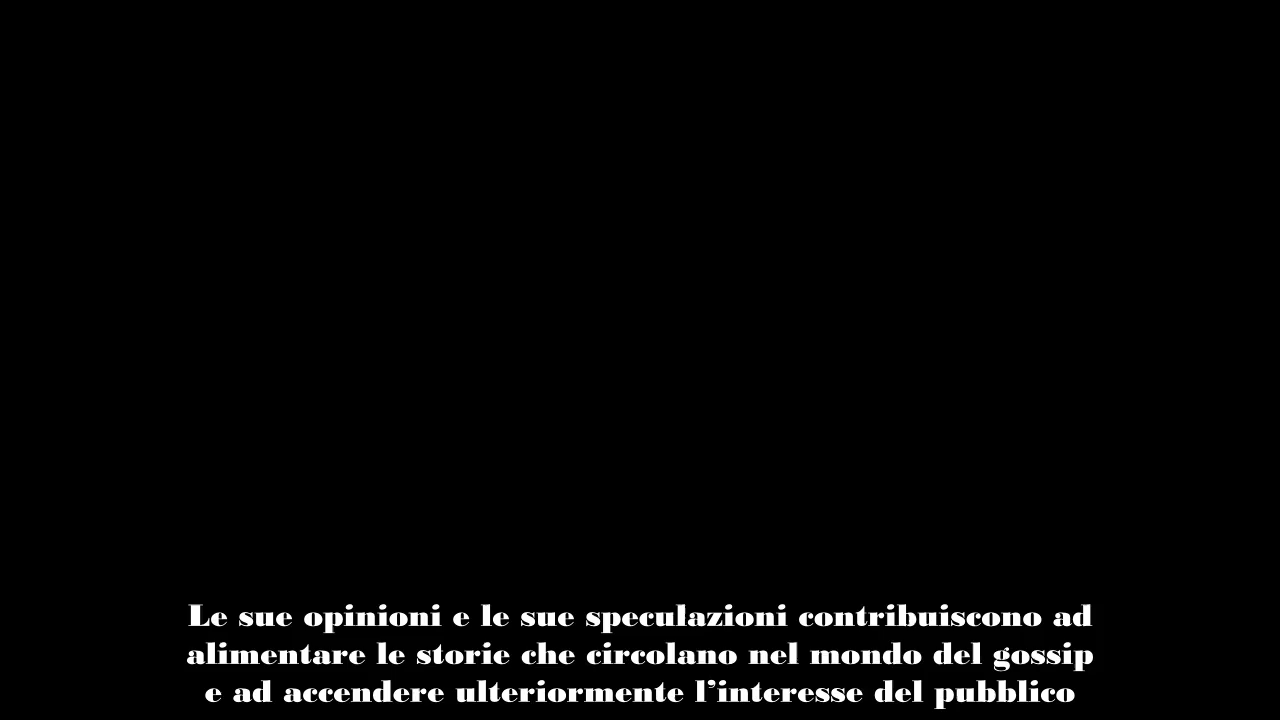 Le sue opinioni e le sue speculazioni contribuiscono ad
alimentare le storie che circolano nel mondo del gossip
e ad accendere ulteriormente l’interesse del pubblico